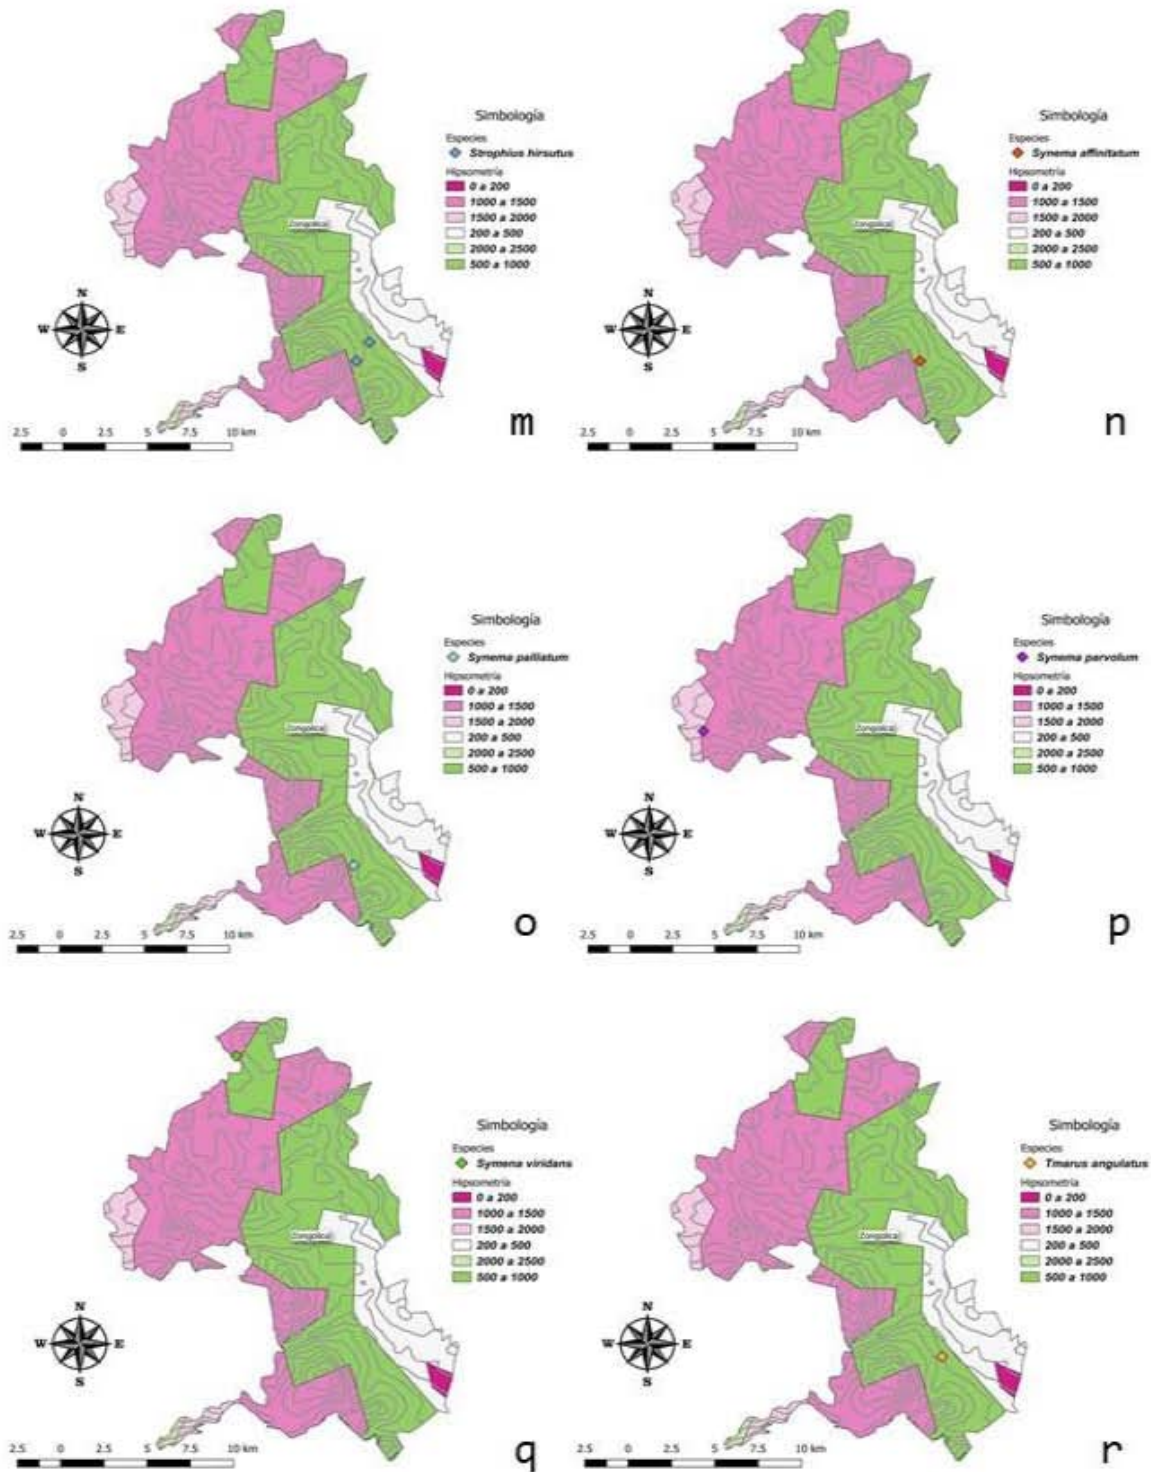 Simbología
Especies
Strophius hirsutus
Hipsometría
0 a 200
1000 a 1500
1500 a 2000
200 a 500
2000 a 2500
500 a 1000
Zongolica
N
W E
S
2.5 0 2.5 5 7.5 10 km
m
Simbología
Especies
Synema affinitatum
Hipsometría
0 a 200
1000 a 1500
1500 a 2000
200 a 500
2000 a 2500
500 a 1000
Zongolica
N
W E
S
2.5 0 2.5 5 7.5 10 km
n
Simbología
Especies
Synema palliatum
Hipsometría
0 a 200
1000 a 1500
1500 a 2000
200 a 500
2000 a 2500
500 a 1000
Zongolica
N
W E
S
2.5 0 2.5 5 7.5 10 km
o
Simbología
Especies
Synema parvolum
Hipsometría
0 a 200
1000 a 1500
1500 a 2000
200 a 500
2000 a 2500
500 a 1000
Zongolica
N
W E
S
2.5 0 2.5 5 7.5 10 km
p
Simbología
Especies
Symena viridans
Hipsometría
0 a 200
1000 a 1500
1500 a 2000
200 a 500
2000 a 2500
500 a 1000
Zongolica
N
W E
S
2.5 0 2.5 5 7.5 10 km
q
Simbología
Especies
Tmarus angulatus
Hipsometría
0 a 200
1000 a 1500
1500 a 2000
200 a 500
2000 a 2500
500 a 1000
Zongolica
N
W E
S
2.5 0 2.5 5 7.5 10 km
r